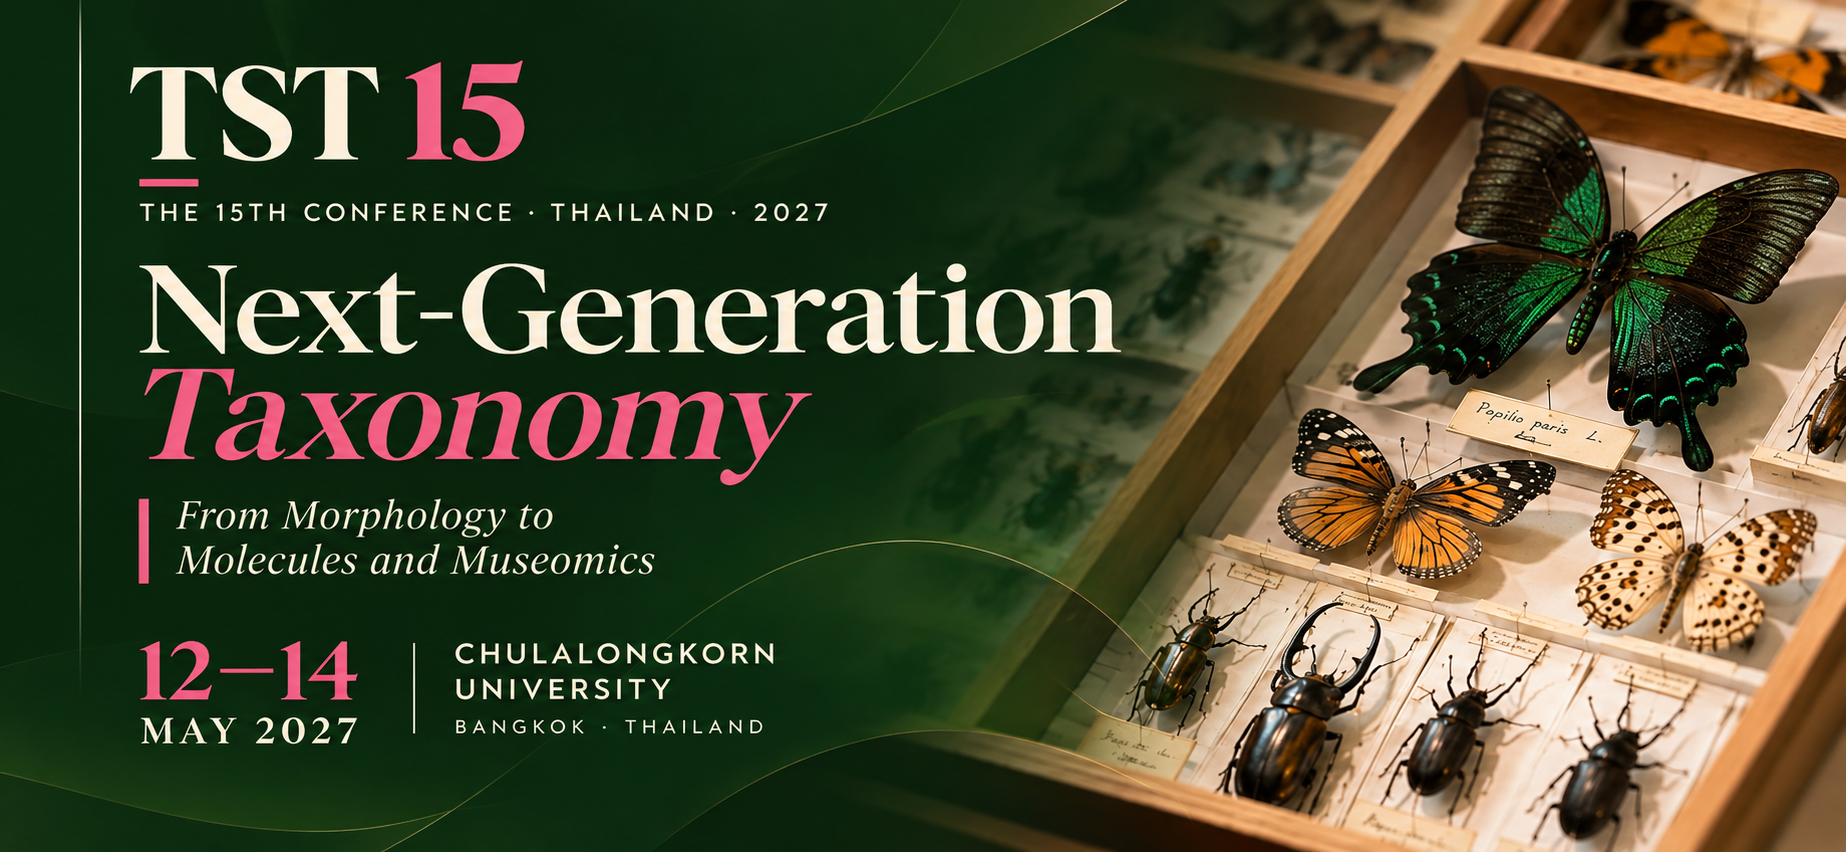 TST 15
THE 15TH CONFERENCE · THAILAND · 2027
Next-Generation
Taxonomy
From Morphology to
Molecules and Museomics
12—14
MAY 2027
CHULALONGKORN
UNIVERSITY
BANGKOK · THAILAND
Papilio paris L.